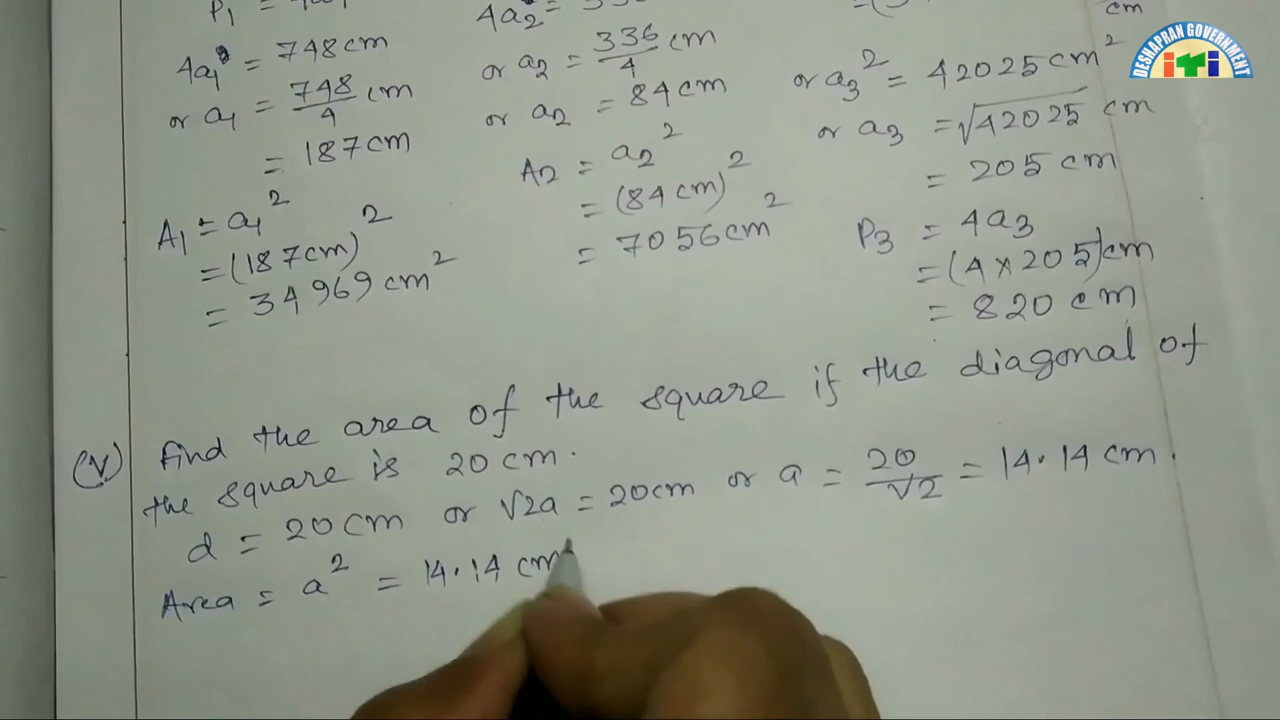 P1 =
4a2 =
cm
4a1 = 748 cm
or a1 = 748/4 cm
= 187 cm
A1 = a1²
= (187 cm)²
= 34969 cm²
or a2 = 336/4 cm
or a2 = 84 cm
A2 = a2²
= (84 cm)²
= 7056 cm²
or a3² = 42025 cm²
or a3 = √42025 cm
= 205 cm
P3 = 4a3
= (4 × 205) cm
= 820 cm
(V) Find the area of the square if the diagonal of
the square is 20 cm.
d = 20 cm or √2a = 20 cm or a = 20/√2 = 14.14 cm.
Area = a² = 14.14 cm
DESHAPRAN GOVERNMENT
iTi